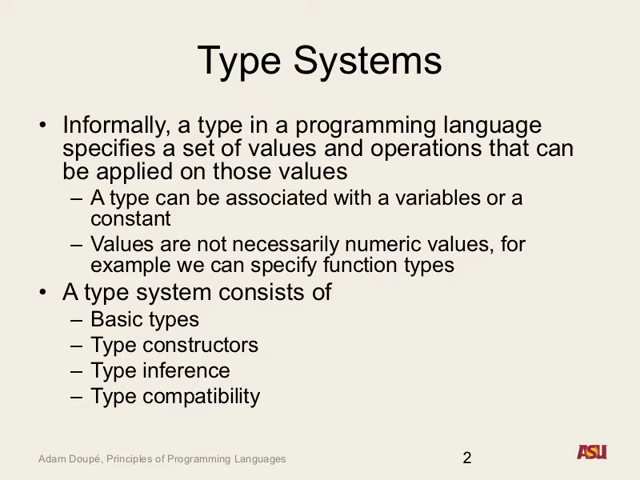 Type Systems
• Informally, a type in a programming language
specifies a set of values and operations that can
be applied on those values
– A type can be associated with a variables or a
constant
– Values are not necessarily numeric values, for
example we can specify function types
• A type system consists of
– Basic types
– Type constructors
– Type inference
– Type compatibility
Adam Doupé, Principles of Programming Languages
2
ASU